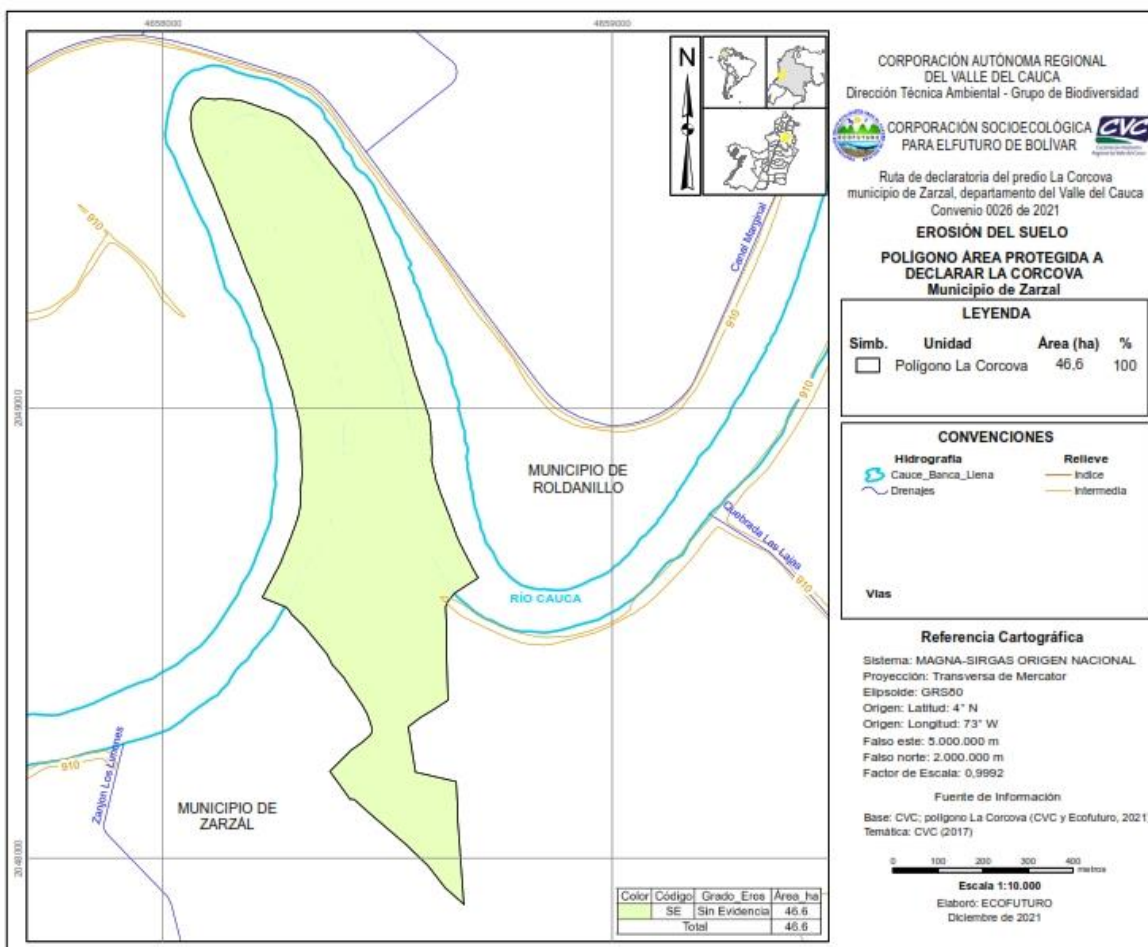 4658000
4659000
2049000
2048000
N
910
Canal Marginal
910
910
MUNICIPIO DE
ROLDANILLO
Quebrada Los Lajas
910
RÍO CAUCA
910
MUNICIPIO DE
ZARZÁL
Color Código Grado_Eros Área_ha
SE Sin Evidencia 46.6
Total 46.6
CORPORACIÓN AUTÓNOMA REGIONAL
DEL VALLE DEL CAUCA
Dirección Técnica Ambiental - Grupo de Biodiversidad
ECOFUTURO
CORPORACIÓN SOCIOECOLÓGICA
PARA ELFUTURO DE BOLÍVAR
CVC
Ruta de declaratoria del predio La Corcova
municipio de Zarzal, departamento del Valle del Cauca
Convenio 0026 de 2021
EROSIÓN DEL SUELO
POLÍGONO ÁREA PROTEGIDA A
DECLARAR LA CORCOVA
Municipio de Zarzal
LEYENDA
Simb. Unidad Área (ha) %
Polígono La Corcova 46,6 100
CONVENCIONES
Hidrografía
Cauce_Banca_Llena
Drenajes
Relieve
Indice
Intermedia
Vías
Referencia Cartográfica
Sistema: MAGNA-SIRGAS ORIGEN NACIONAL
Proyección: Transversa de Mercator
Elipsoide: GRS80
Origen: Latitud: 4° N
Origen: Longitud: 73° W
Falso este: 5.000.000 m
Falso norte: 2.000.000 m
Factor de Escala: 0,9992
Fuente de Información
Base: CVC; polígono La Corcova (CVC y Ecofuturo, 2021)
Temática: CVC (2017)
0 100 200 300 400
metros
Escala 1:10.000
Elaboró: ECOFUTURO
Diciembre de 2021